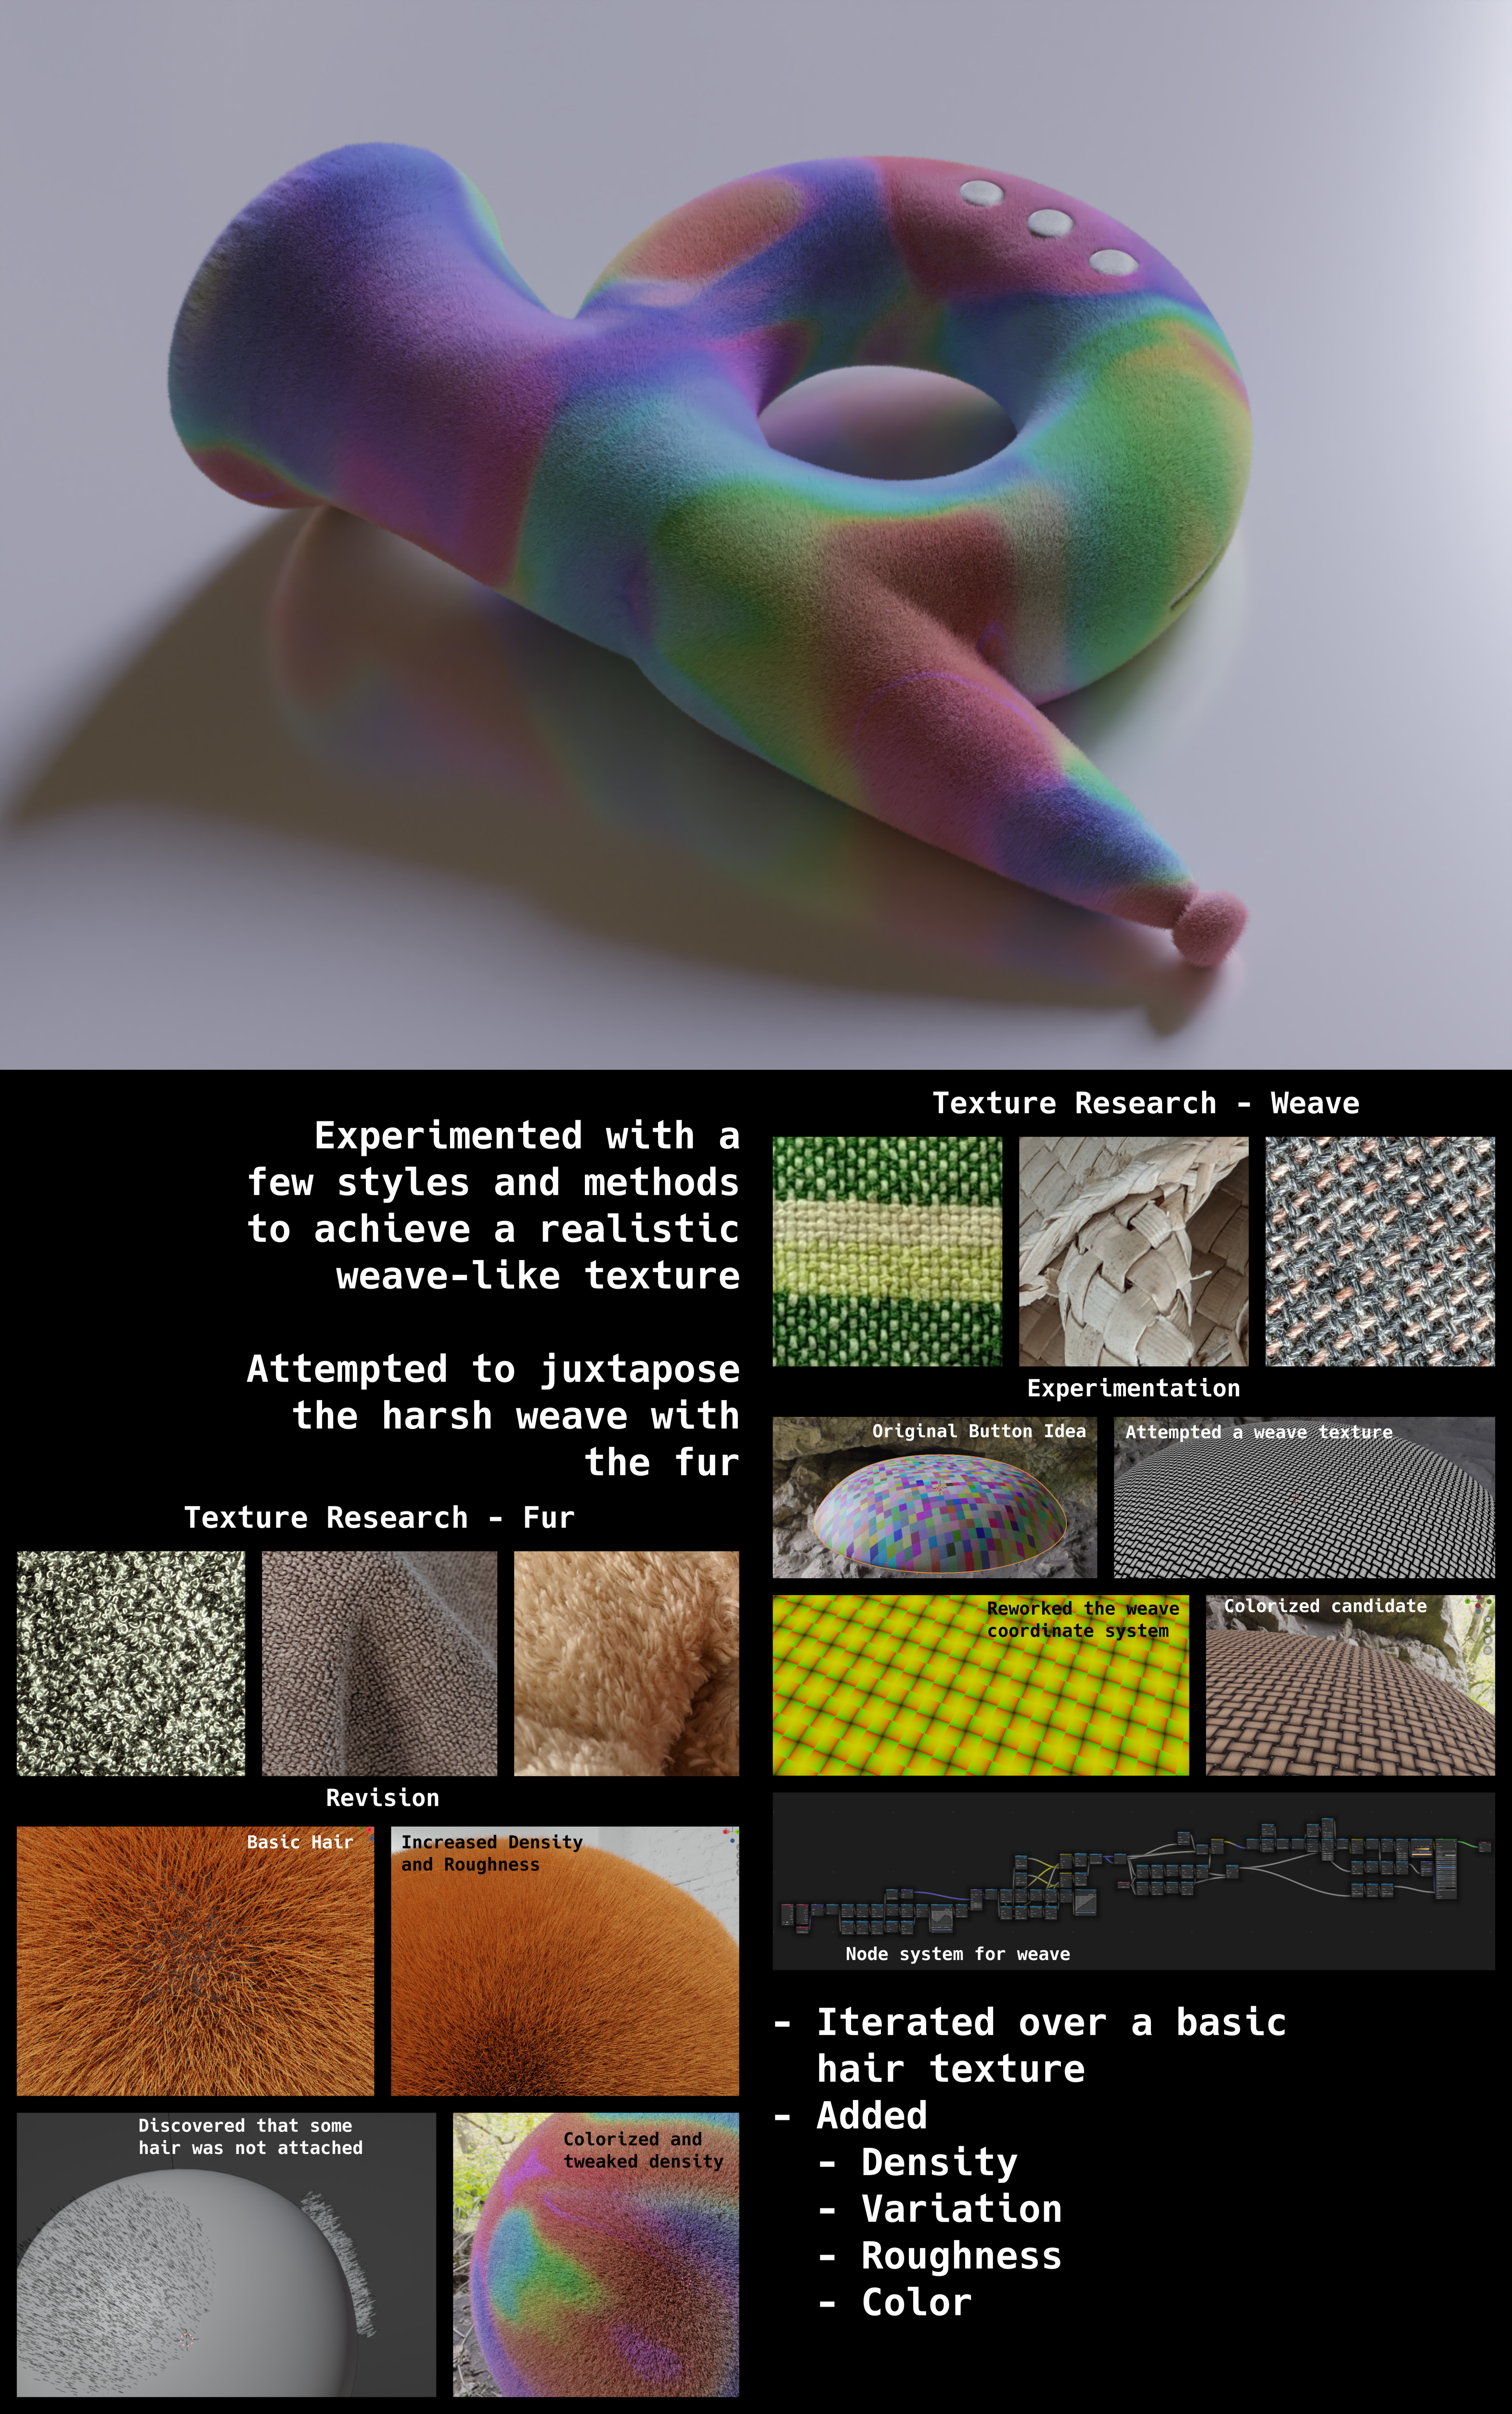 Experimented with a
few styles and methods
to achieve a realistic
weave-like texture
Attempted to juxtapose
the harsh weave with
the fur
Texture Research - Fur
Revision
Basic Hair
Increased Density
and Roughness
Discovered that some
hair was not attached
Colorized and
tweaked density
Texture Research - Weave
Experimentation
Original Button Idea
Attempted a weave texture
Reworked the weave
coordinate system
Colorized candidate
Node system for weave
- Iterated over a basic
hair texture
- Added
- Density
- Variation
- Roughness
- Color